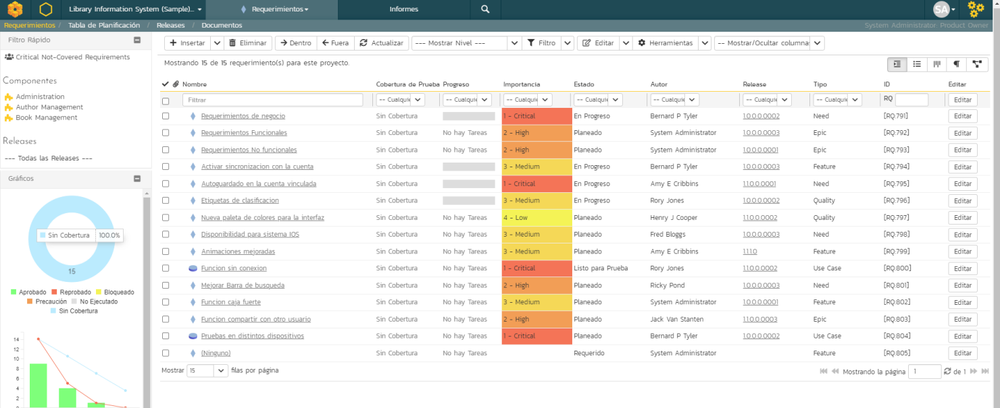 Library Information System (Sample)... Requerimientos Informes SA
Requerimientos / Tabla de Planificación / Releases / Documentos System Administrator: Product Owner
Filtro Rápido
Critical Not-Covered Requirements
Componentes
Administration
Author Management
Book Management
Releases
--- Todas las Releases ---
Gráficos
Sin Cobertura 100.0%
15
Aprobado Reprobado Bloqueado
Precaución No Ejecutado
Sin Cobertura
14
12
10
8
6
4
2
0
Insertar Eliminar Dentro Fuera Actualizar --- Mostrar Nivel --- Filtro Editar Herramientas -- Mostrar/Ocultar columna
Mostrando 15 de 15 requerimiento(s) para este proyecto.
Nombre Cobertura de Prueba Progreso Importancia Estado Autor Release Tipo ID Editar
Filtrar -- Cualquie -- Cualquie -- Cualquie -- Cualquie -- Cualquie -- Cualquie -- Cualquie RQ Editar
Requerimientos de negocio Sin Cobertura 1 - Critical En Progreso Bernard P Tyler 1.0.0.0.0002 Need [RQ:791] Editar
Requerimientos Funcionales Sin Cobertura No hay Tareas 2 - High Planeado System Administrator 1.0.0.0.0003 Epic [RQ:792] Editar
Requerimientos No funcionales Sin Cobertura No hay Tareas 2 - High Planeado System Administrator 1.0.0.0.0001 Epic [RQ:793] Editar
Activar sincronizacion con la cuenta Sin Cobertura 3 - Medium En Progreso Bernard P Tyler 1.0.0.0.0003 Feature [RQ:794] Editar
Autoguardado en la cuenta vinculada Sin Cobertura 1 - Critical En Progreso Amy E Cribbins 1.1.0.0.0001 Need [RQ:795] Editar
Etiquetas de clasificacion Sin Cobertura 3 - Medium En Progreso Rory Jones 1.0.0.0.0002 Quality [RQ:796] Editar
Nueva paleta de colores para la interfaz Sin Cobertura No hay Tareas 4 - Low Planeado Henry J Cooper 1.1.0.0.0002 Quality [RQ:797] Editar
Disponibilidad para sistema IOS Sin Cobertura No hay Tareas 3 - Medium Planeado Fred Bloggs 1.0.0.0.0003 Need [RQ:798] Editar
Animaciones mejoradas Sin Cobertura No hay Tareas 3 - Medium Planeado Amy E Cribbins 1.1.1.0 Feature [RQ:799] Editar
Funcion sin conexion Sin Cobertura No hay Tareas 1 - Critical Listo para Prueba Rory Jones 1.1.0.0.0002 Use Case [RQ:800] Editar
Mejorar Barra de busqueda Sin Cobertura No hay Tareas 2 - High Planeado Ricky Pond 1.0.0.0.0003 Need [RQ:801] Editar
Funcion caja fuerte Sin Cobertura No hay Tareas 3 - Medium Planeado System Administrator 1.0.0.0.0001 Feature [RQ:802] Editar
Funcion compartir con otro usuario Sin Cobertura No hay Tareas 2 - High Planeado Jack Van Stanten 1.1.0.0.0003 Epic [RQ:803] Editar
Pruebas en distintos dispositivos Sin Cobertura No hay Tareas 1 - Critical Planeado Bernard P Tyler 1.0.0.0.0002 Use Case [RQ:804] Editar
(Ninguno) Sin Cobertura No hay Tareas Requerido System Administrator Feature [RQ:805] Editar
Mostrar 15 filas por página Mostrando la página 1 de 1